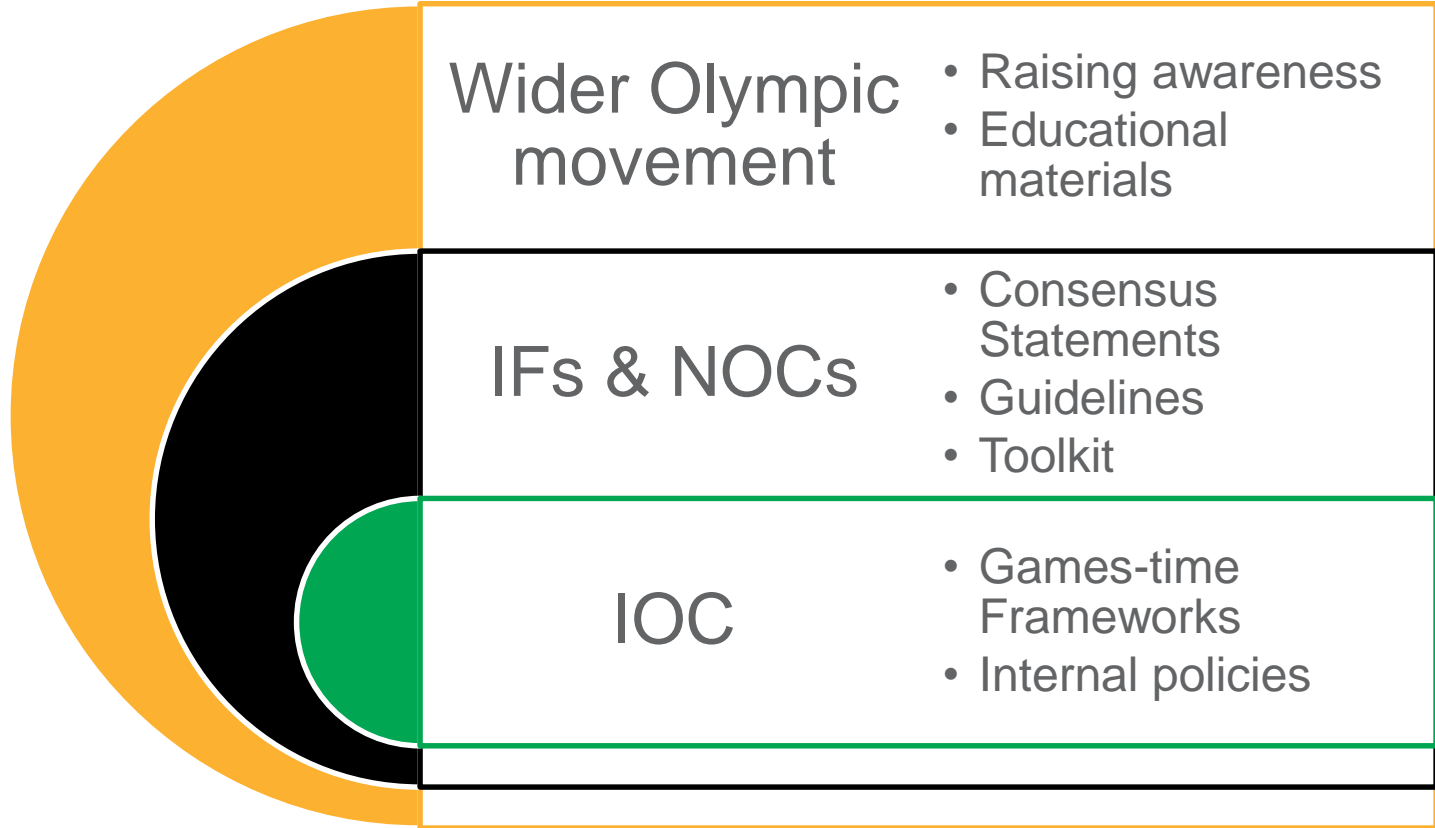 Wider Olympic
movement
• Raising awareness
• Educational
materials
IFs & NOCs
• Consensus
Statements
• Guidelines
• Toolkit
IOC
• Games-time
Frameworks
• Internal policies